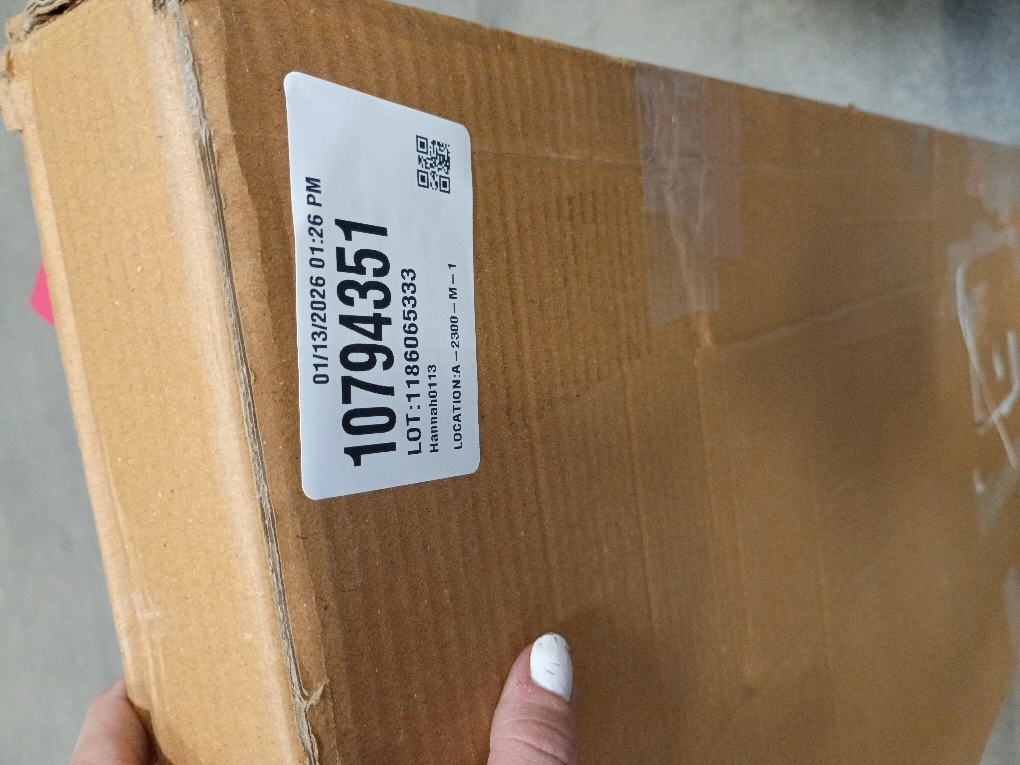 01/13/2026 01:26 PM
10794351
LOT:1186065333
Hannah0113
LOCATION:A-2300-M-1